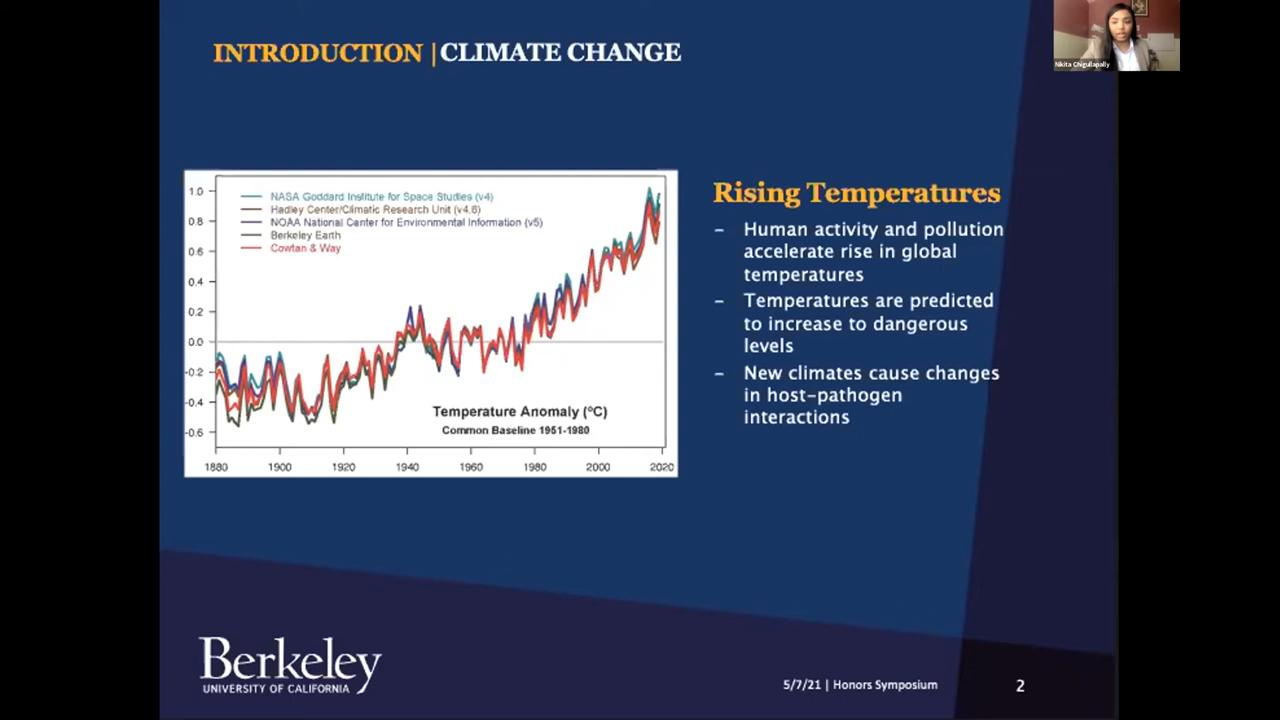 INTRODUCTION | CLIMATE CHANGE
Nikita Chigullapally
1.0
0.8
0.6
0.4
0.2
0.0
-0.2
-0.4
-0.6
NASA Goddard Institute for Space Studies (v4)
Hadley Center/Climatic Research Unit (v4.6)
NOAA National Center for Environmental Information (v5)
Berkeley Earth
Cowtan & Way
Temperature Anomaly (ºC)
Common Baseline 1951-1980
1880 1900 1920 1940 1960 1980 2000 2020
Rising Temperatures
– Human activity and pollution
accelerate rise in global
temperatures
– Temperatures are predicted
to increase to dangerous
levels
– New climates cause changes
in host-pathogen
interactions
Berkeley
UNIVERSITY OF CALIFORNIA
5/7/21 | Honors Symposium
2